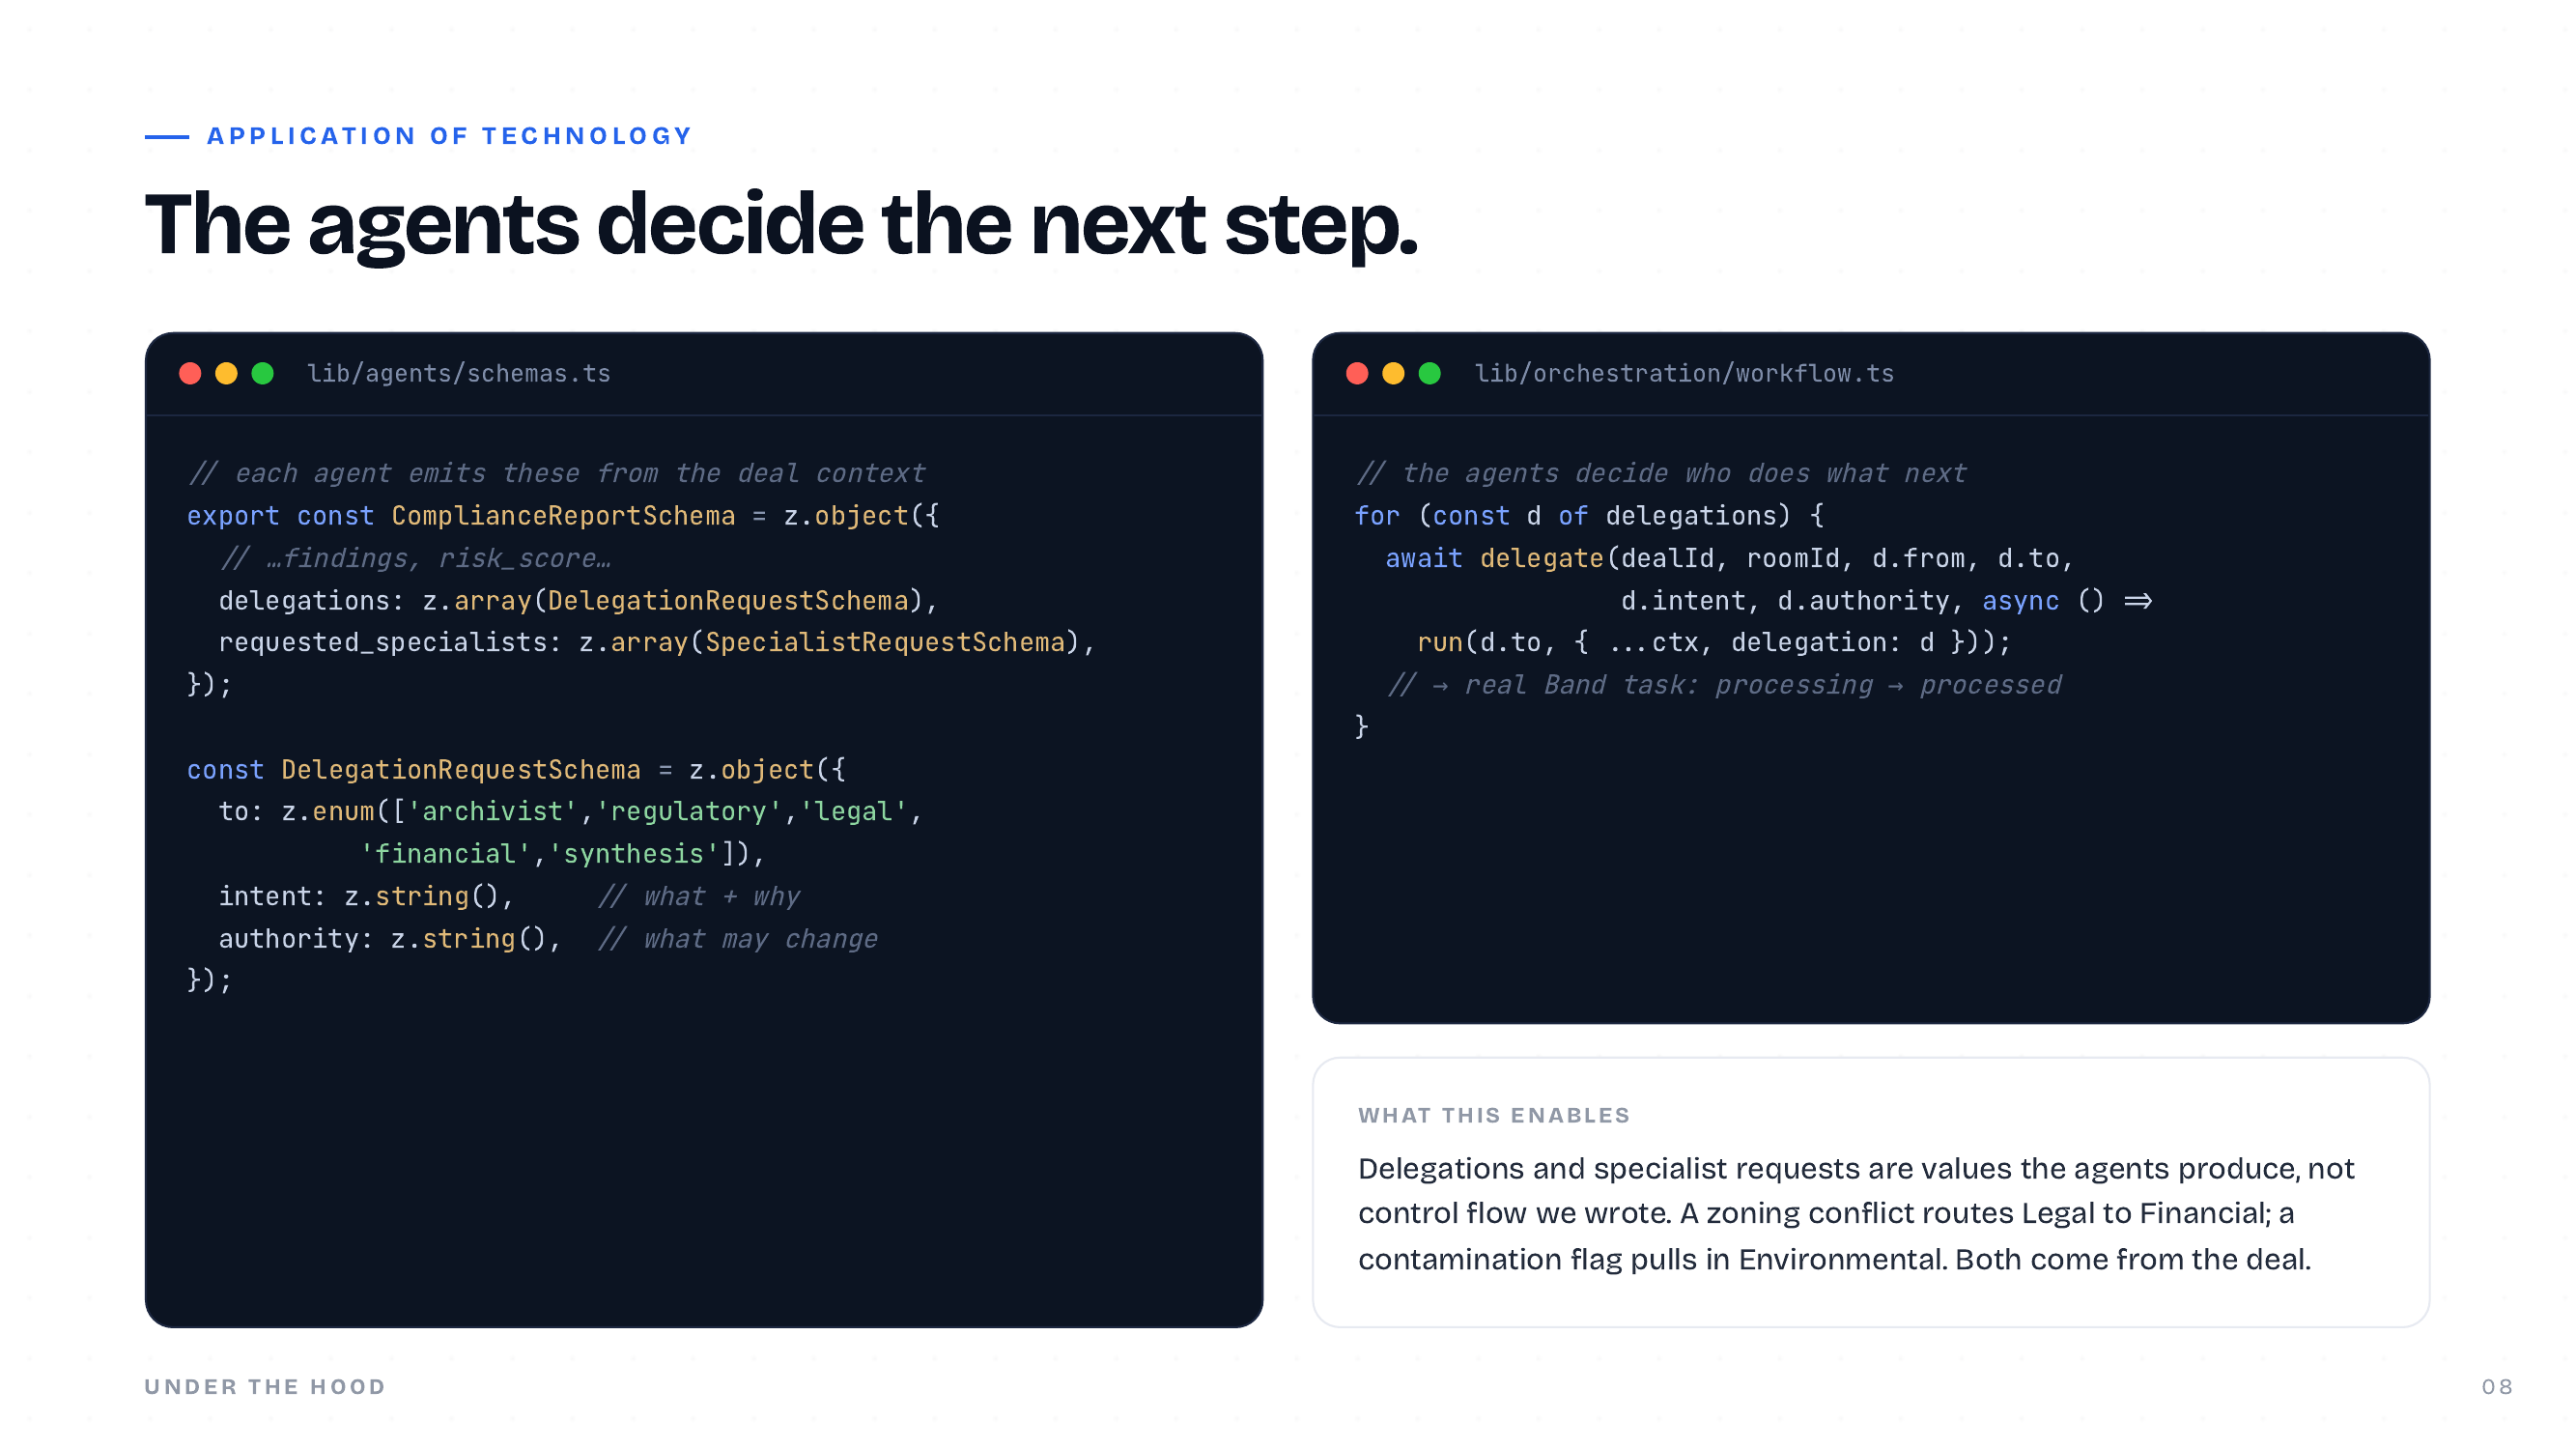 APPLICATION OF TECHNOLOGY
The agents decide the next step.
lib/agents/schemas.ts
// each agent emits these from the deal context
export const ComplianceReportSchema = z.object({
  // …findings, risk_score…
  delegations: z.array(DelegationRequestSchema),
  requested_specialists: z.array(SpecialistRequestSchema),
});
const DelegationRequestSchema = z.object({
  to: z.enum(['archivist','regulatory','legal',
           'financial','synthesis']),
  intent: z.string(),     // what + why
  authority: z.string(),  // what may change
});
lib/orchestration/workflow.ts
// the agents decide who does what next
for (const d of delegations) {
  await delegate(dealId, roomId, d.from, d.to,
                 d.intent, d.authority, async () =>
    run(d.to, { ...ctx, delegation: d }));
  // → real Band task: processing → processed
}
WHAT THIS ENABLES
Delegations and specialist requests are values the agents produce, not
control flow we wrote. A zoning conflict routes Legal to Financial; a
contamination flag pulls in Environmental. Both come from the deal.
UNDER THE HOOD
08